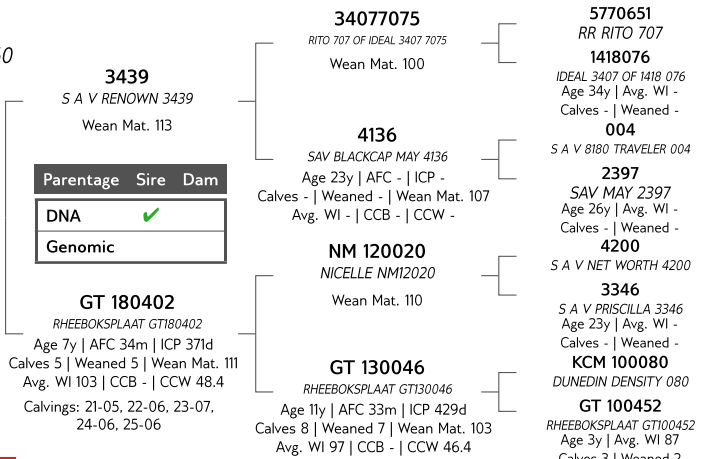 0
3439
S A V RENOWN 3439
Wean Mat. 113
Parentage Sire Dam
DNA ✔
Genomic
GT 180402
RHEEBOKSPLAAT GT180402
Age 7y | AFC 34m | ICP 371d
Calves 5 | Weaned 5 | Wean Mat. 111
Avg. WI 103 | CCB - | CCW 48.4
Calvings: 21-05, 22-06, 23-07,
24-06, 25-06
34077075
RITO 707 OF IDEAL 3407 7075
Wean Mat. 100
4136
SAV BLACKCAP MAY 4136
Age 23y | AFC - | ICP -
Calves - | Weaned - | Wean Mat. 107
Avg. WI - | CCB - | CCW -
NM 120020
NICELLE NM12020
Wean Mat. 110
GT 130046
RHEEBOKSPLAAT GT130046
Age 11y | AFC 33m | ICP 429d
Calves 8 | Weaned 7 | Wean Mat. 103
Avg. WI 97 | CCB - | CCW 46.4
5770651
RR RITO 707
1418076
IDEAL 3407 OF 1418 076
Age 34y | Avg. WI -
Calves - | Weaned -
004
S A V 8180 TRAVELER 004
2397
SAV MAY 2397
Age 26y | Avg. WI -
Calves - | Weaned -
4200
S A V NET WORTH 4200
3346
S A V PRISCILLA 3346
Age 23y | Avg. WI -
Calves - | Weaned -
KCM 100080
DUNEDIN DENSITY 080
GT 100452
RHEEBOKSPLAAT GT100452
Age 3y | Avg. WI 87
Calves 3 | Weaned 2